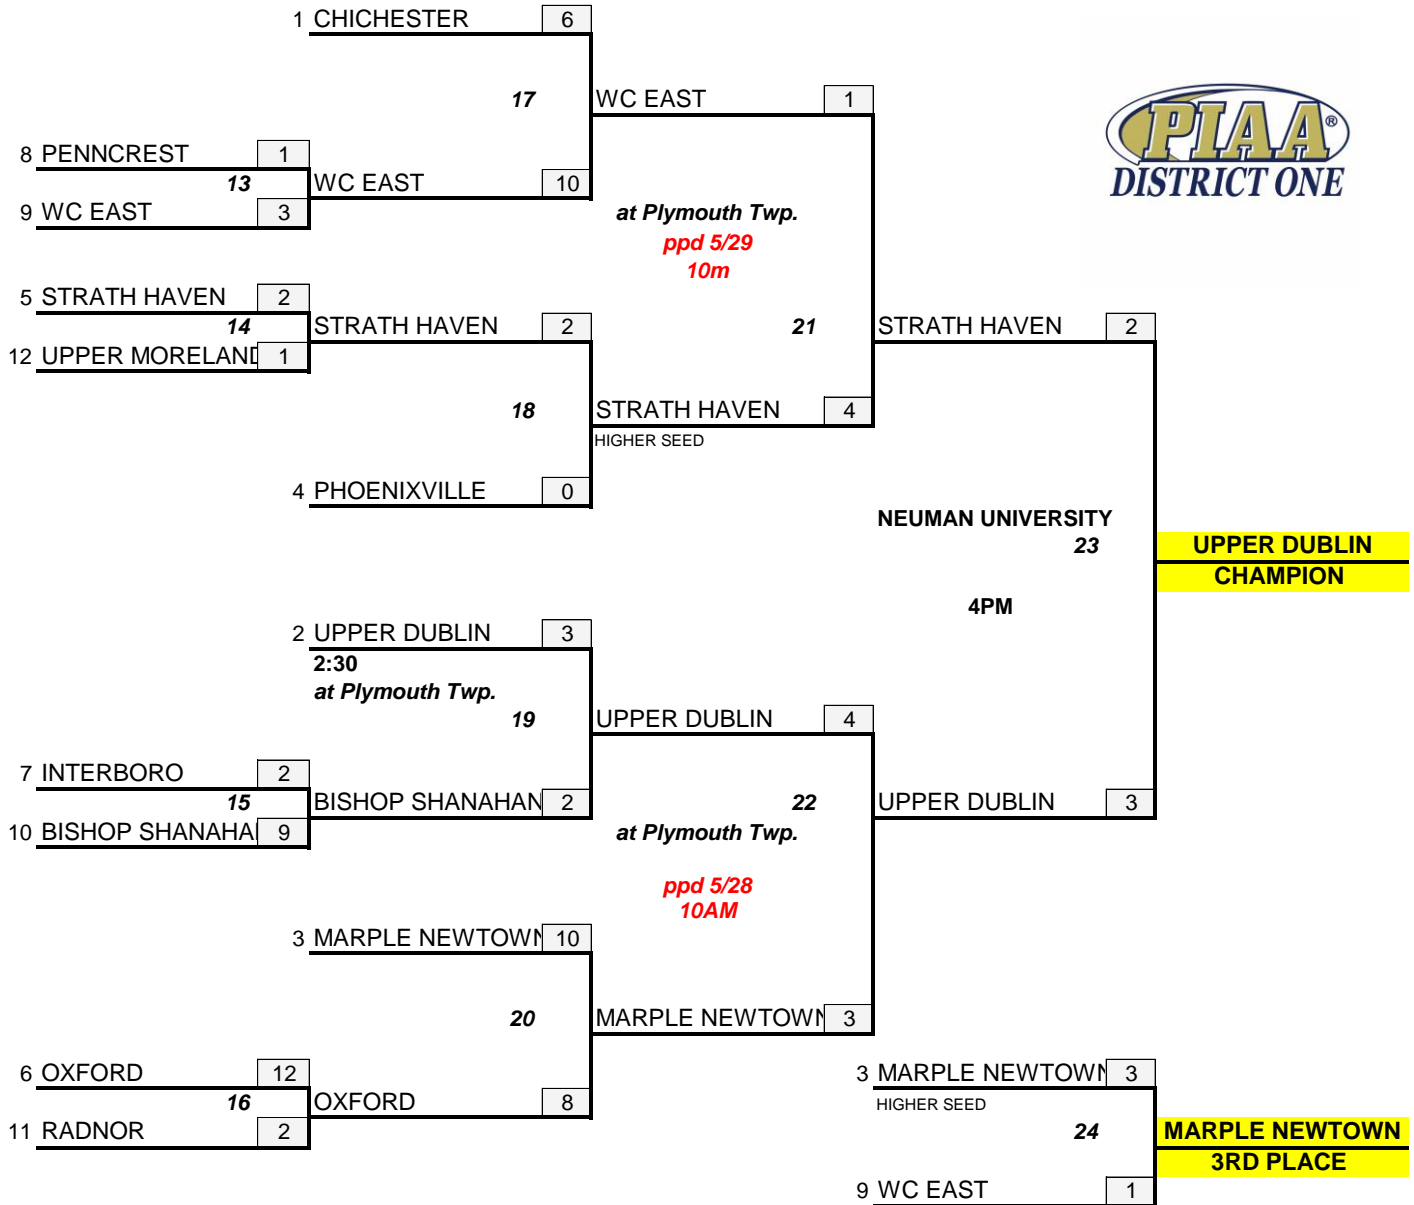 1 CHICHESTER 6
17 WC EAST 1
PIAA®
DISTRICT ONE
8 PENNCREST 1
13 WC EAST 10
9 WC EAST 3
at Plymouth Twp.
ppd 5/29
10m
5 STRATH HAVEN 2
14 STRATH HAVEN 2
21 STRATH HAVEN 2
12 UPPER MORELAND 1
18 STRATH HAVEN 4
HIGHER SEED
4 PHOENIXVILLE 0
NEUMAN UNIVERSITY
23 UPPER DUBLIN
CHAMPION
4PM
2 UPPER DUBLIN 3
2:30
at Plymouth Twp.
19 UPPER DUBLIN 4
7 INTERBORO 2
15 BISHOP SHANAHAN 2
22 UPPER DUBLIN 3
10 BISHOP SHANAHA 9
at Plymouth Twp.
ppd 5/28
10AM
3 MARPLE NEWTOWN 10
20 MARPLE NEWTOWN 3
6 OXFORD 12
3 MARPLE NEWTOWN 3
16 OXFORD 8
HIGHER SEED
11 RADNOR 2
24 MARPLE NEWTOWN
3RD PLACE
9 WC EAST 1